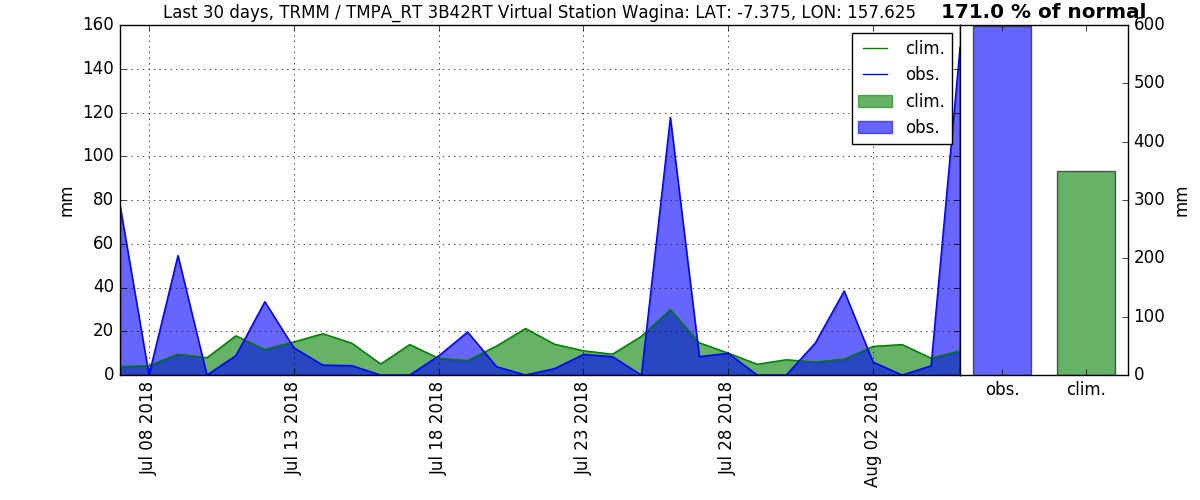 Last 30 days, TRMM / TMPA_RT 3B42RT Virtual Station Wagina: LAT: -7.375, LON: 157.625
171.0 % of normal
160
140
120
100
80
60
40
20
0
mm
clim.
obs.
clim.
obs.
600
500
400
300
200
100
0
mm
obs.
clim.
Jul 08 2018
Jul 13 2018
Jul 18 2018
Jul 23 2018
Jul 28 2018
Aug 02 2018